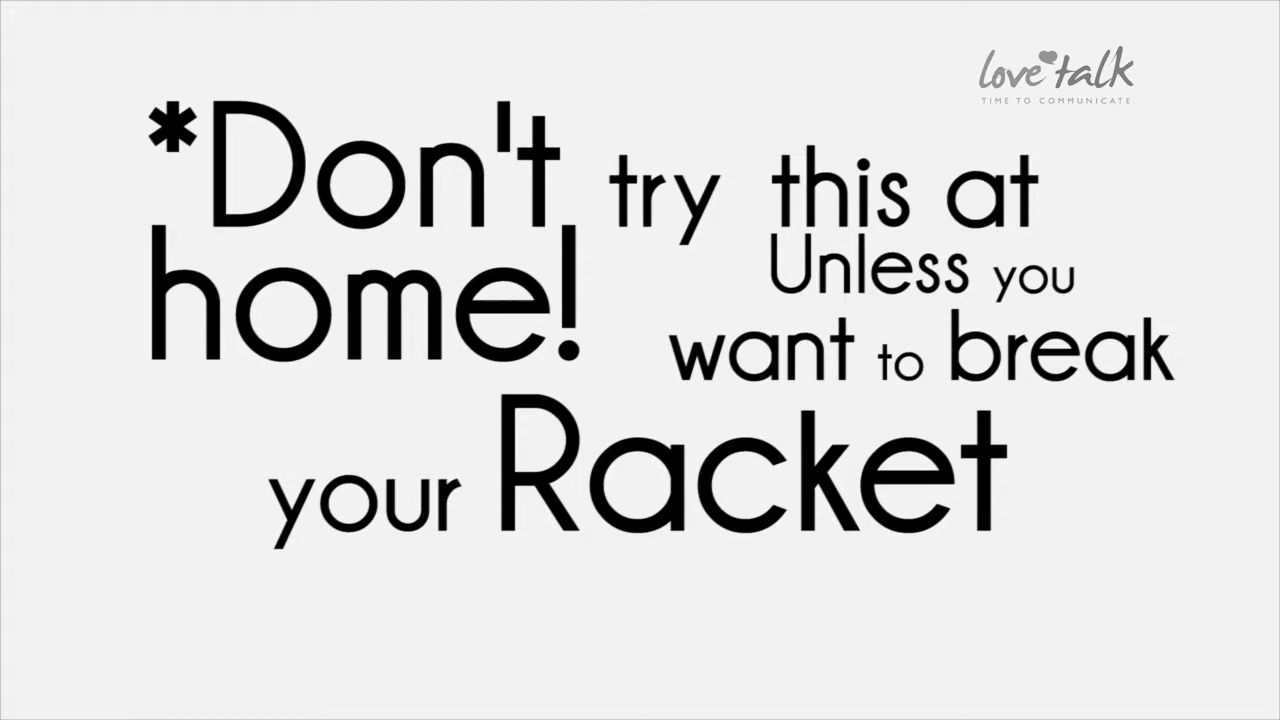 love talk
TIME TO COMMUNICATE
*Don't try this at
home! Unless you
want to break
your Racket